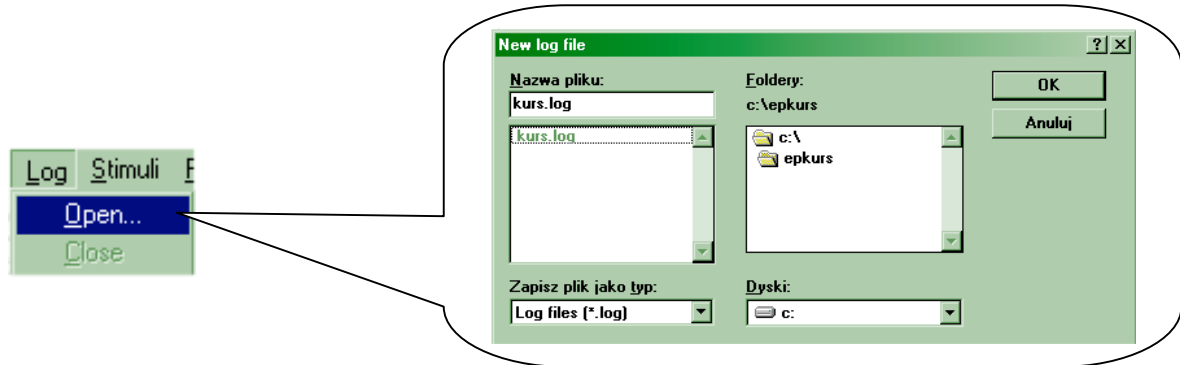 Log Stimuli
Open...
Close
New log file
Nazwa pliku:
kurs.log
kurs.log
Zapisz plik jako typ:
Log files (*.log)
Foldery:
c:\epkurs
c:\
epkurs
Dyski:
c:
OK
Anuluj